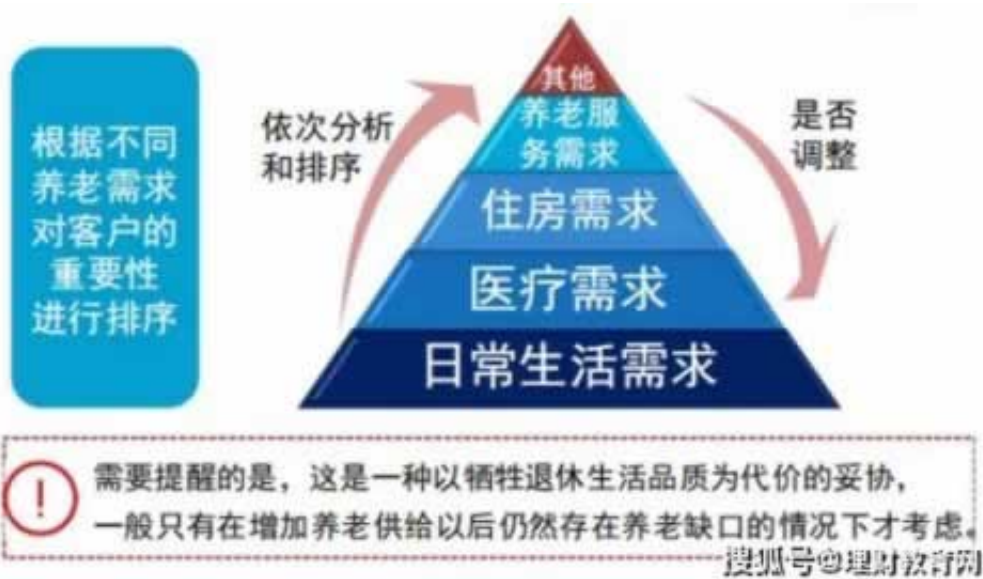 根据不同
养老需求
对客户的
重要性
进行排序
依次分析
和排序
其他
养老服
务需求
住房需求
医疗需求
日常生活需求
是否
调整
!
需要提醒的是，这是一种以牺牲退休生活品质为代价的妥协，
一般只有在增加养老供给以后仍然存在养老缺口的情况下才考虑。
搜狐号@理财教育网